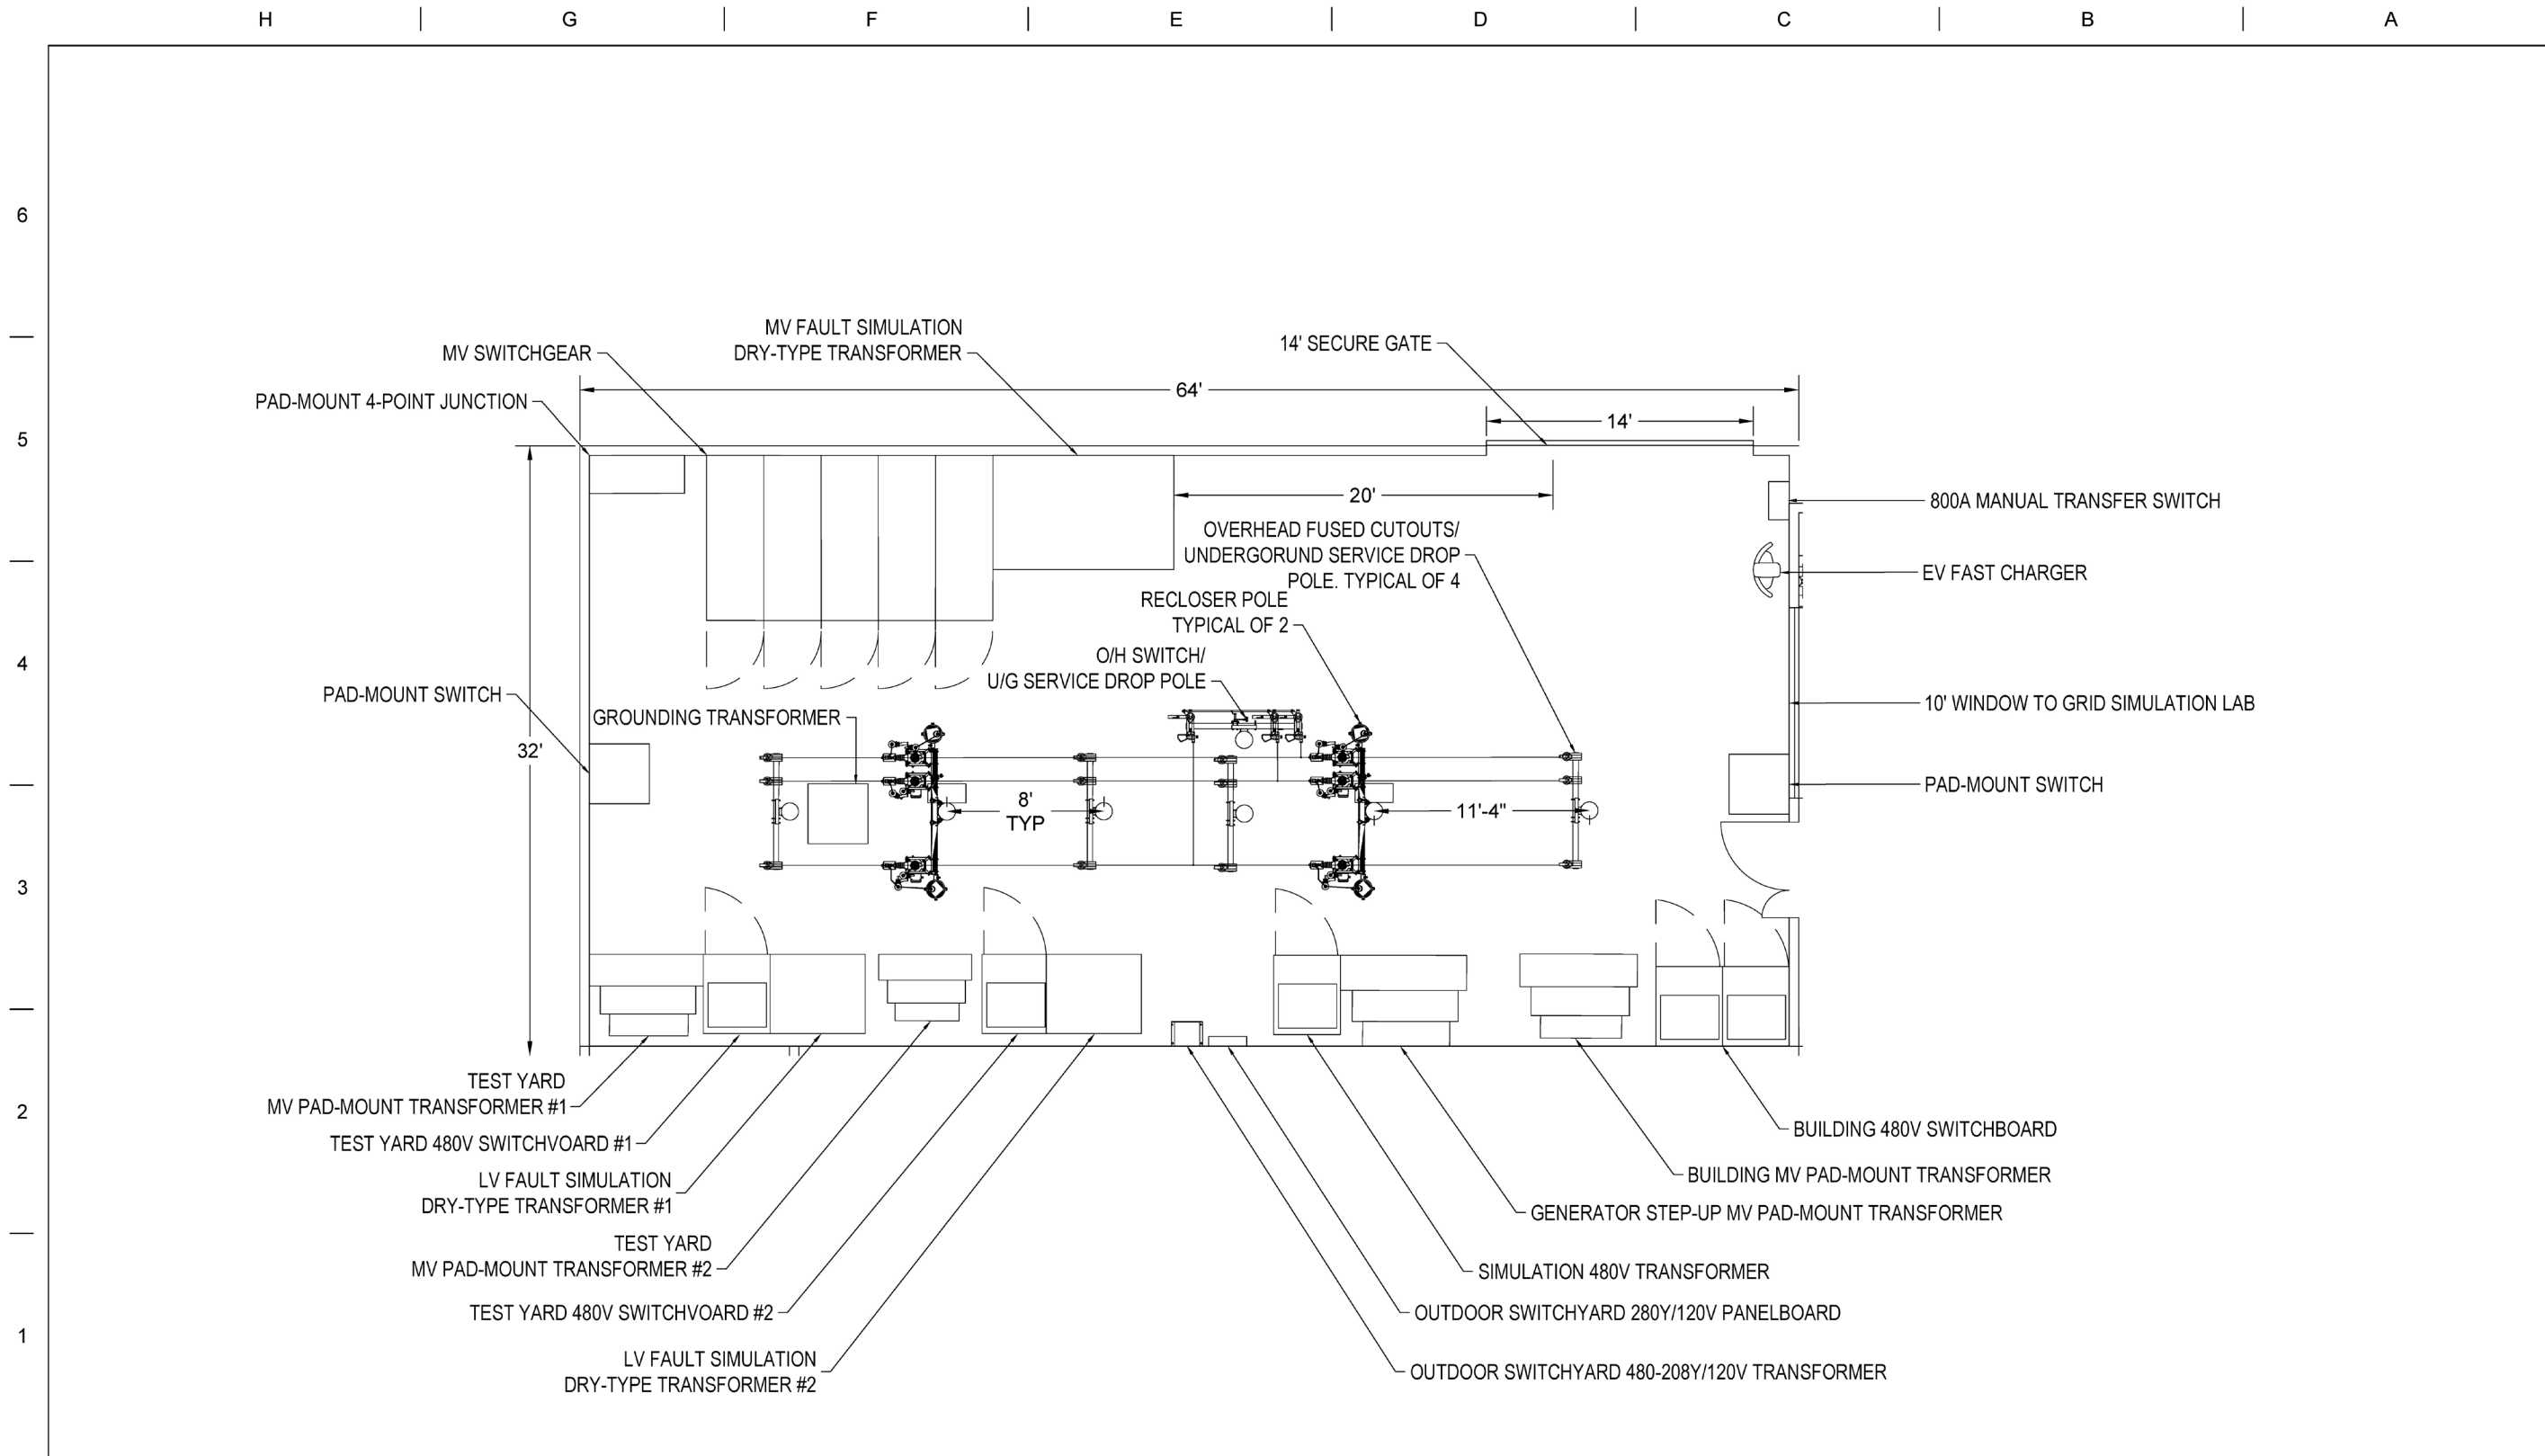 H
G
F
E
D
C
B
A
6
5
4
3
2
1
MV FAULT SIMULATION
DRY-TYPE TRANSFORMER
MV SWITCHGEAR
14' SECURE GATE
64'
PAD-MOUNT 4-POINT JUNCTION
14'
20'
800A MANUAL TRANSFER SWITCH
OVERHEAD FUSED CUTOUTS/
UNDERGORUND SERVICE DROP
POLE. TYPICAL OF 4
EV FAST CHARGER
RECLOSER POLE
TYPICAL OF 2
O/H SWITCH/
U/G SERVICE DROP POLE
PAD-MOUNT SWITCH
10' WINDOW TO GRID SIMULATION LAB
GROUNDING TRANSFORMER
32'
PAD-MOUNT SWITCH
8'
TYP
11'-4"
TEST YARD
MV PAD-MOUNT TRANSFORMER #1
TEST YARD 480V SWITCHVOARD #1
LV FAULT SIMULATION
DRY-TYPE TRANSFORMER #1
TEST YARD
MV PAD-MOUNT TRANSFORMER #2
TEST YARD 480V SWITCHVOARD #2
LV FAULT SIMULATION
DRY-TYPE TRANSFORMER #2
BUILDING 480V SWITCHBOARD
BUILDING MV PAD-MOUNT TRANSFORMER
GENERATOR STEP-UP MV PAD-MOUNT TRANSFORMER
SIMULATION 480V TRANSFORMER
OUTDOOR SWITCHYARD 280Y/120V PANELBOARD
OUTDOOR SWITCHYARD 480-208Y/120V TRANSFORMER